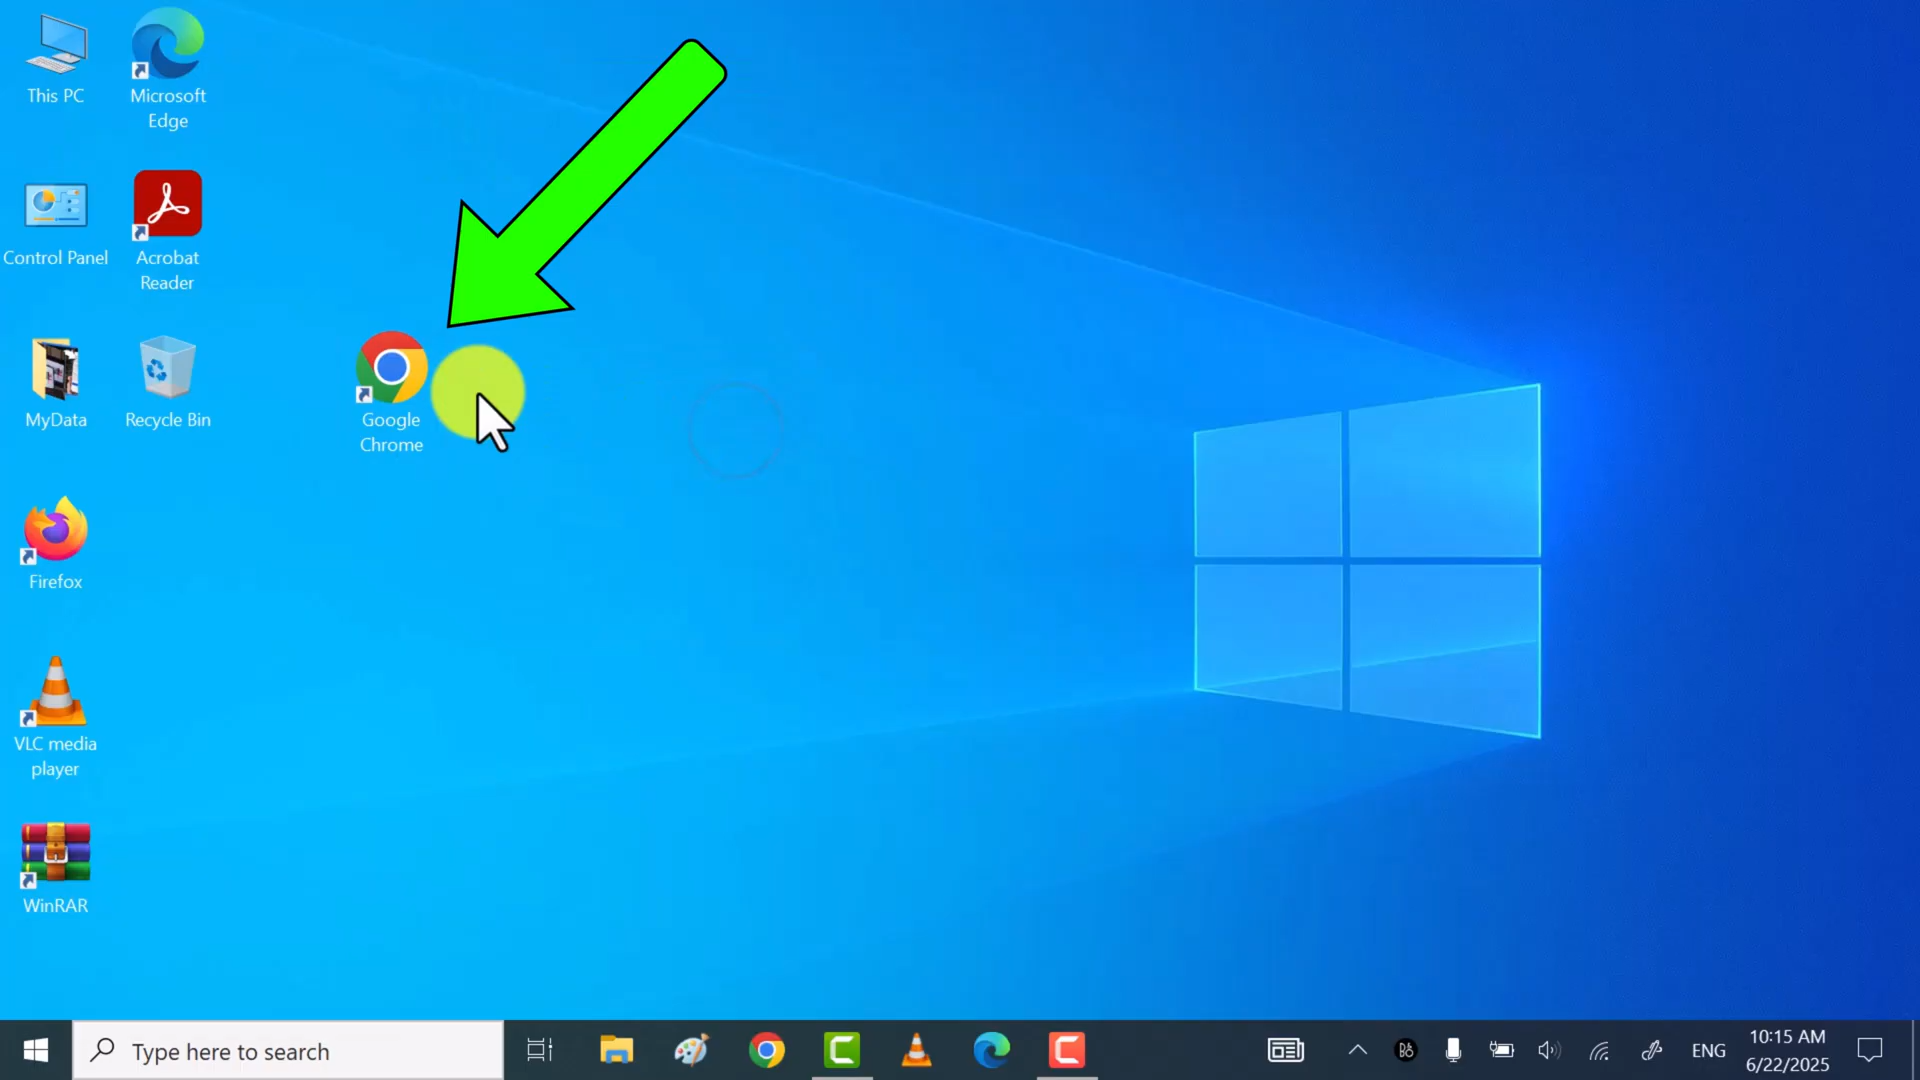 This PC
Microsoft
Edge
Control Panel
Acrobat
Reader
MyData
Recycle Bin
Google
Chrome
Firefox
VLC media
player
WinRAR
Type here to search
ENG
10:15 AM
6/22/2025